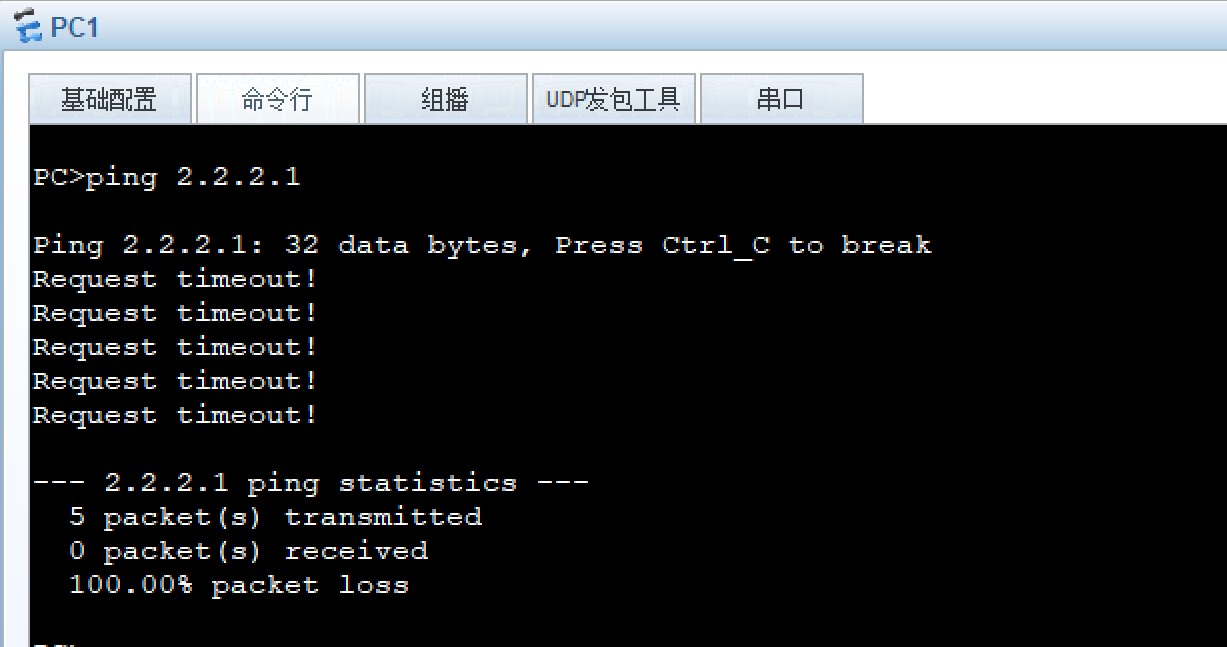 PC1
基础配置 命令行 组播 UDP发包工具 串口
PC>ping 2.2.2.1
Ping 2.2.2.1: 32 data bytes, Press Ctrl_C to break
Request timeout!
Request timeout!
Request timeout!
Request timeout!
Request timeout!
--- 2.2.2.1 ping statistics ---
5 packet(s) transmitted
0 packet(s) received
100.00% packet loss